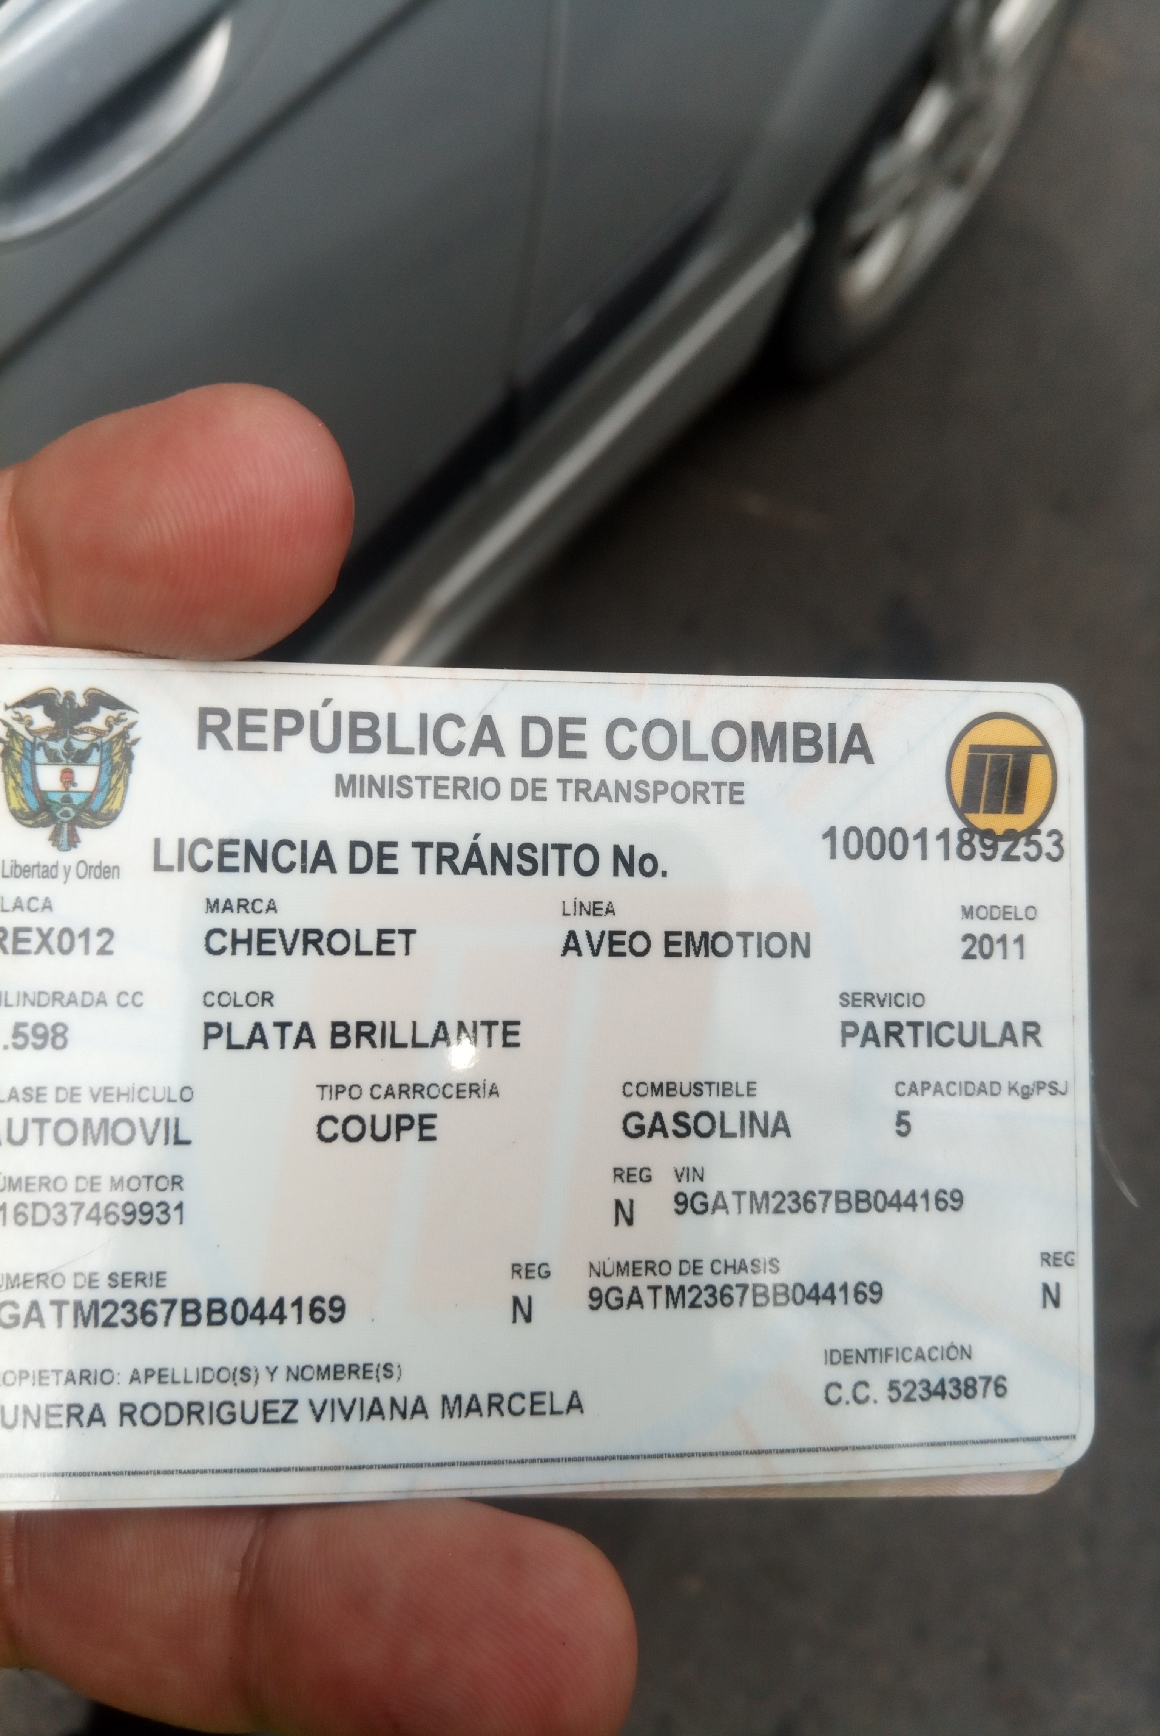 REPÚBLICA DE COLOMBIA
MINISTERIO DE TRANSPORTE
Libertad y Orden
LICENCIA DE TRÁNSITO No. 10001189253
LACA MARCA LÍNEA MODELO
REX012 CHEVROLET AVEO EMOTION 2011
ILINDRADA CC COLOR SERVICIO
.598 PLATA BRILLANTE PARTICULAR
LASE DE VEHÍCULO TIPO CARROCERÍA COMBUSTIBLE CAPACIDAD Kg/PSJ
AUTOMOVIL COUPE GASOLINA 5
ÚMERO DE MOTOR REG VIN
16D37469931 N 9GATM2367BB044169
ÚMERO DE SERIE REG NÚMERO DE CHASIS REG
GATM2367BB044169 N 9GATM2367BB044169 N
OPIETARIO: APELLIDO(S) Y NOMBRE(S) IDENTIFICACIÓN
UNERA RODRIGUEZ VIVIANA MARCELA C.C. 52343876